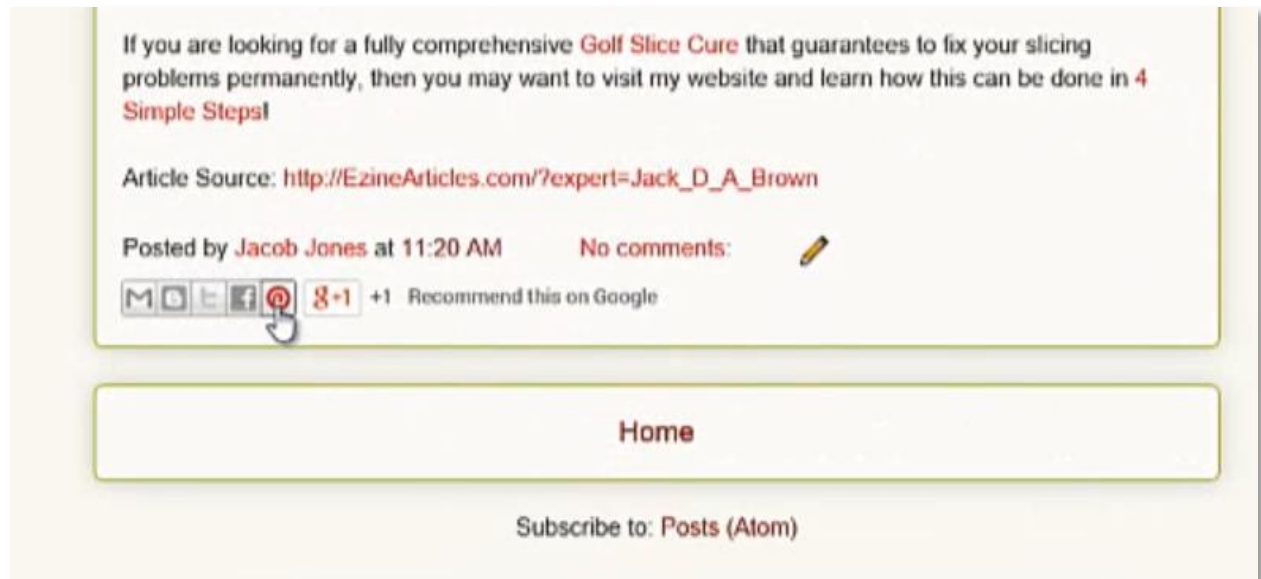 If you are looking for a fully comprehensive Golf Slice Cure that guarantees to fix your slicing
problems permanently, then you may want to visit my website and learn how this can be done in 4
Simple Steps!
Article Source: http://EzineArticles.com/?expert=Jack_D_A_Brown
Posted by Jacob Jones at 11:20 AM No comments:
g+1 +1 Recommend this on Google
Home
Subscribe to: Posts (Atom)